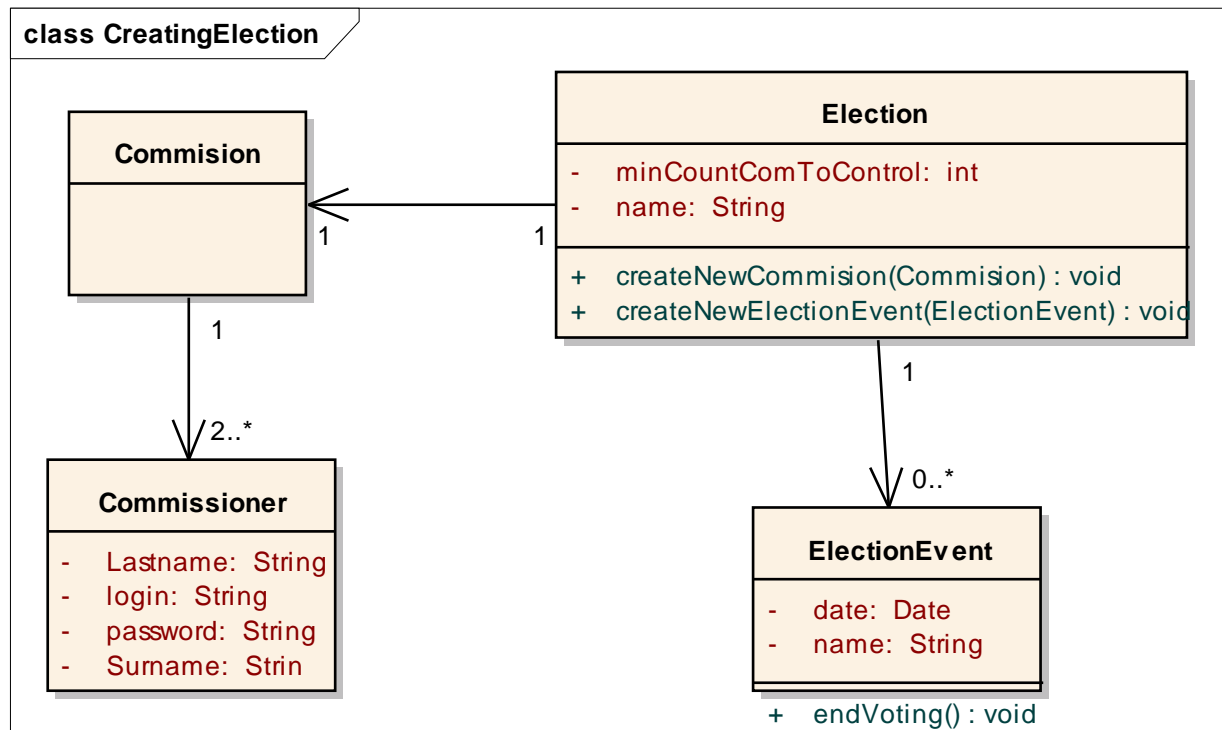 class CreatingElection
Commision
Election
- minCountComToControl: int
- name: String
+ createNewCommision(Commision) : void
+ createNewElectionEvent(ElectionEvent) : void
1
1
1
2..*
1
0..*
Commissioner
- Lastname: String
- login: String
- password: String
- Surname: Strin
ElectionEvent
- date: Date
- name: String
+ endVoting() : void